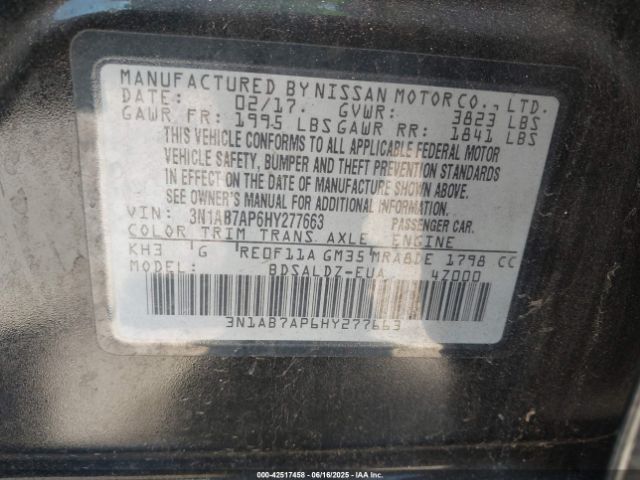 MANUFACTURED BY NISSAN MOTOR CO., LTD.
DATE: 02/17. GVWR: 3823 LBS
GAWR FR: 1995 LBS GAWR RR: 1841 LBS
THIS VEHICLE CONFORMS TO ALL APPLICABLE FEDERAL MOTOR
VEHICLE SAFETY, BUMPER AND THEFT PREVENTION STANDARDS
IN EFFECT ON THE DATE OF MANUFACTURE SHOWN ABOVE.
SEE OWNER'S MANUAL FOR ADDITIONAL INFORMATION.
VIN: 3N1AB7AP6HY277663 PASSENGER CAR
COLOR TRIM TRANS. AXLE ENGINE
KH3 G RE0F11A GM35 MRA8DE 1798 CC
MODEL: BDSALDZ-EUA 47000
3N1AB7AP6HY277663
000-42517458 - 06/16/2025 - IAA Inc.